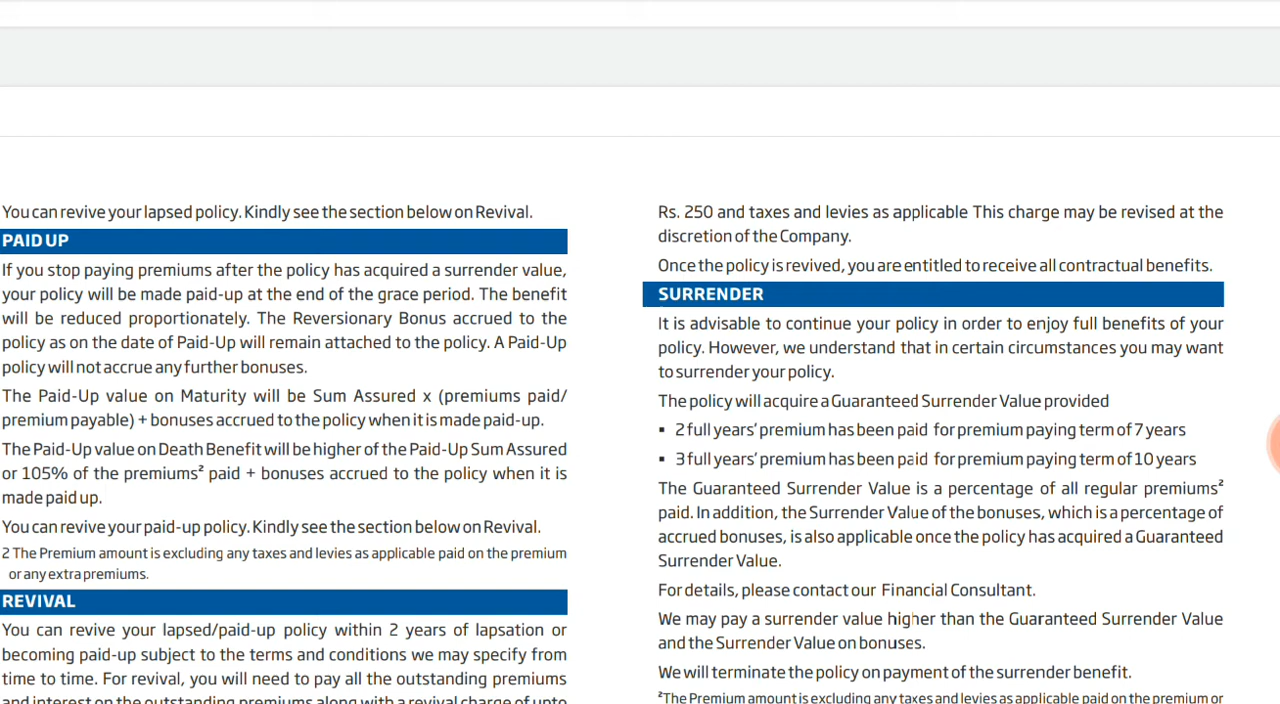 You can revive your lapsed policy. Kindly see the section below on Revival.
PAID UP
If you stop paying premiums after the policy has acquired a surrender value,
your policy will be made paid-up at the end of the grace period. The benefit
will be reduced proportionately. The Reversionary Bonus accrued to the
policy as on the date of Paid-Up will remain attached to the policy. A Paid-Up
policy will not accrue any further bonuses.
The Paid-Up value on Maturity will be Sum Assured x (premiums paid/
premium payable) + bonuses accrued to the policy when it is made paid-up.
The Paid-Up value on Death Benefit will be higher of the Paid-Up Sum Assured
or 105% of the premiums² paid + bonuses accrued to the policy when it is
made paid up.
You can revive your paid-up policy. Kindly see the section below on Revival.
2 The Premium amount is excluding any taxes and levies as applicable paid on the premium
or any extra premiums.
REVIVAL
You can revive your lapsed/paid-up policy within 2 years of lapsation or
becoming paid-up subject to the terms and conditions we may specify from
time to time. For revival, you will need to pay all the outstanding premiums
and interest on the outstanding premiums along with a revival charge of upto
Rs. 250 and taxes and levies as applicable This charge may be revised at the
discretion of the Company.
Once the policy is revived, you are entitled to receive all contractual benefits.
SURRENDER
It is advisable to continue your policy in order to enjoy full benefits of your
policy. However, we understand that in certain circumstances you may want
to surrender your policy.
The policy will acquire a Guaranteed Surrender Value provided
▪ 2 full years' premium has been paid for premium paying term of 7 years
▪ 3 full years' premium has been paid for premium paying term of 10 years
The Guaranteed Surrender Value is a percentage of all regular premiums²
paid. In addition, the Surrender Value of the bonuses, which is a percentage of
accrued bonuses, is also applicable once the policy has acquired a Guaranteed
Surrender Value.
For details, please contact our Financial Consultant.
We may pay a surrender value higher than the Guaranteed Surrender Value
and the Surrender Value on bonuses.
We will terminate the policy on payment of the surrender benefit.
²The Premium amount is excluding any taxes and levies as applicable paid on the premium or